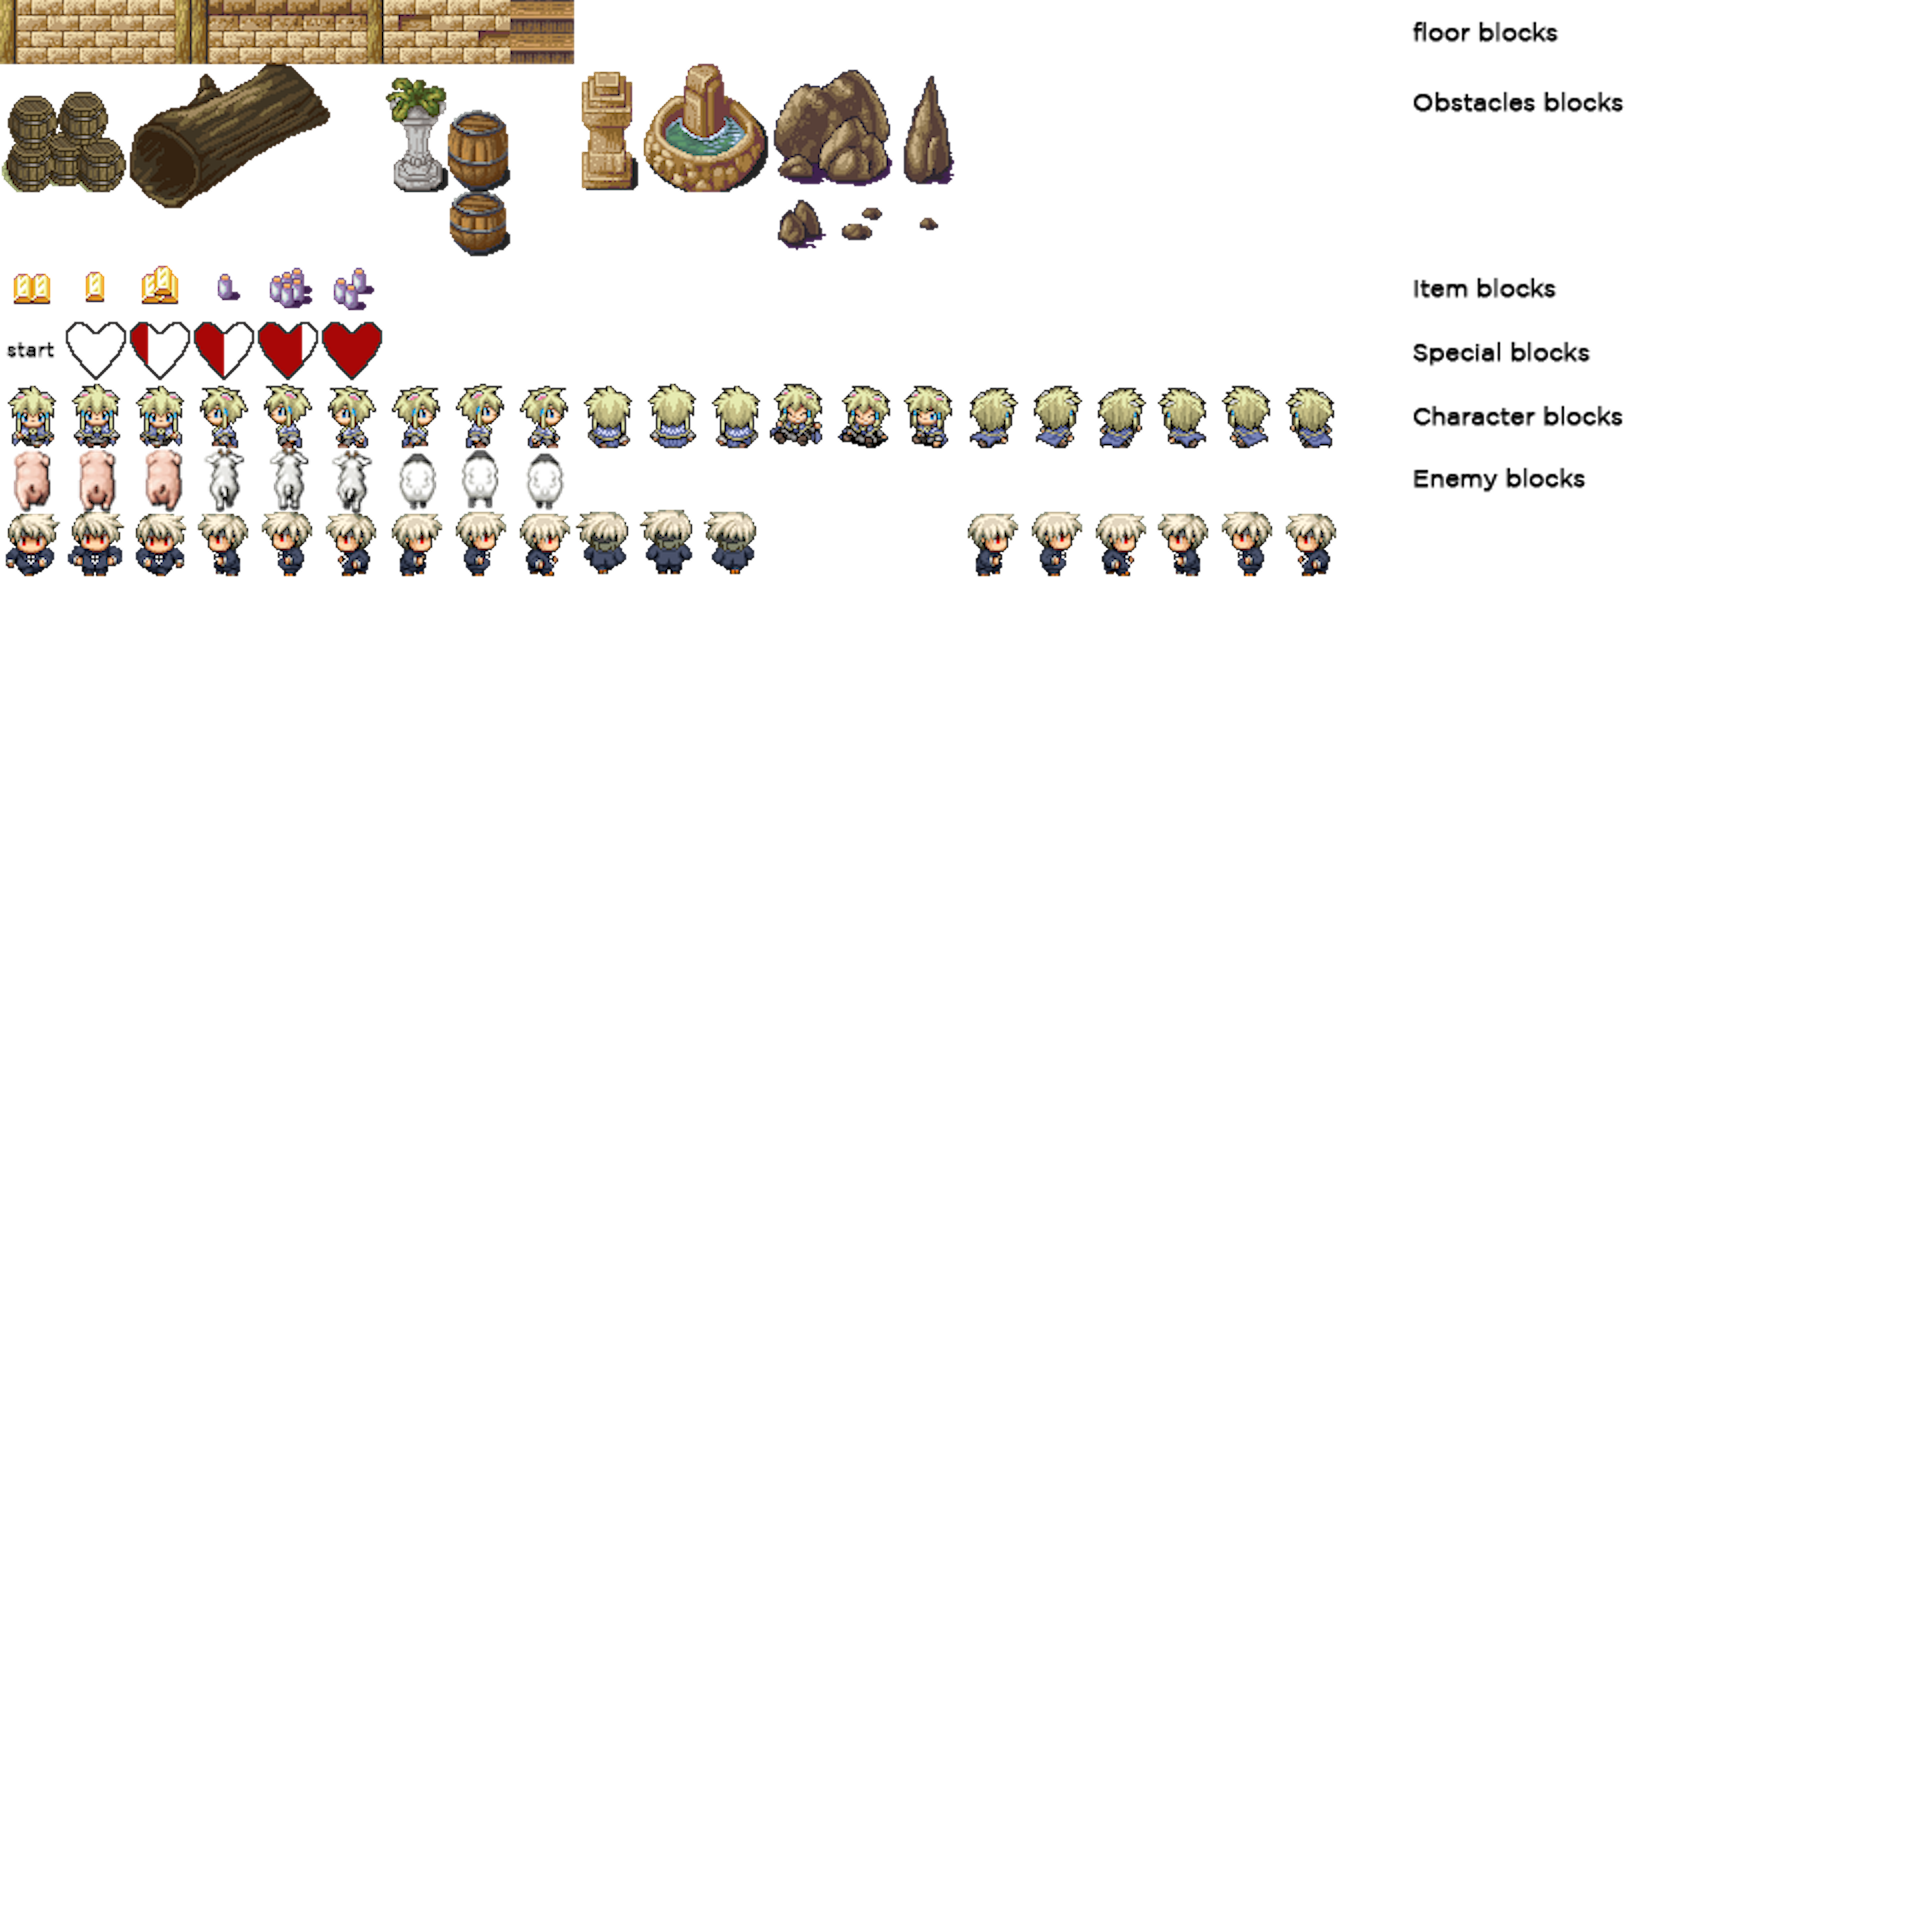 floor blocks
Obstacles blocks
Item blocks
start
Special blocks
Character blocks
Enemy blocks